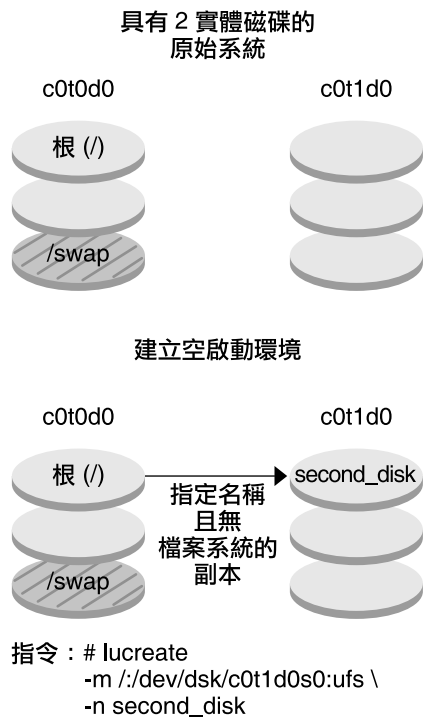 具有 2 實體磁碟的
原始系統
c0t0d0
c0t1d0
根 (/)
/swap
建立空啟動環境
c0t0d0
c0t1d0
根 (/)
second_disk
指定名稱
且無
檔案系統的
副本
/swap
指令：# lucreate
-m /:/dev/dsk/c0t1d0s0:ufs \
-n second_disk